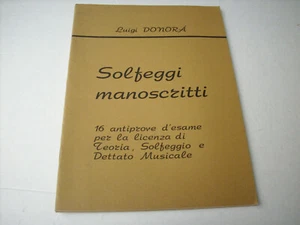 Luigi DONORÀ
Solfeggi
manoscritti
16 antiprove d'esame
per la licenza di
Teoria, Solfeggio e
Dettato Musicale